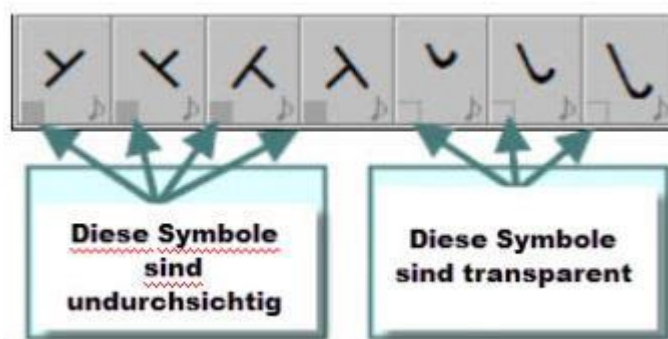 Diese Symbole
sind
undurchsichtig
Diese Symbole
sind transparent